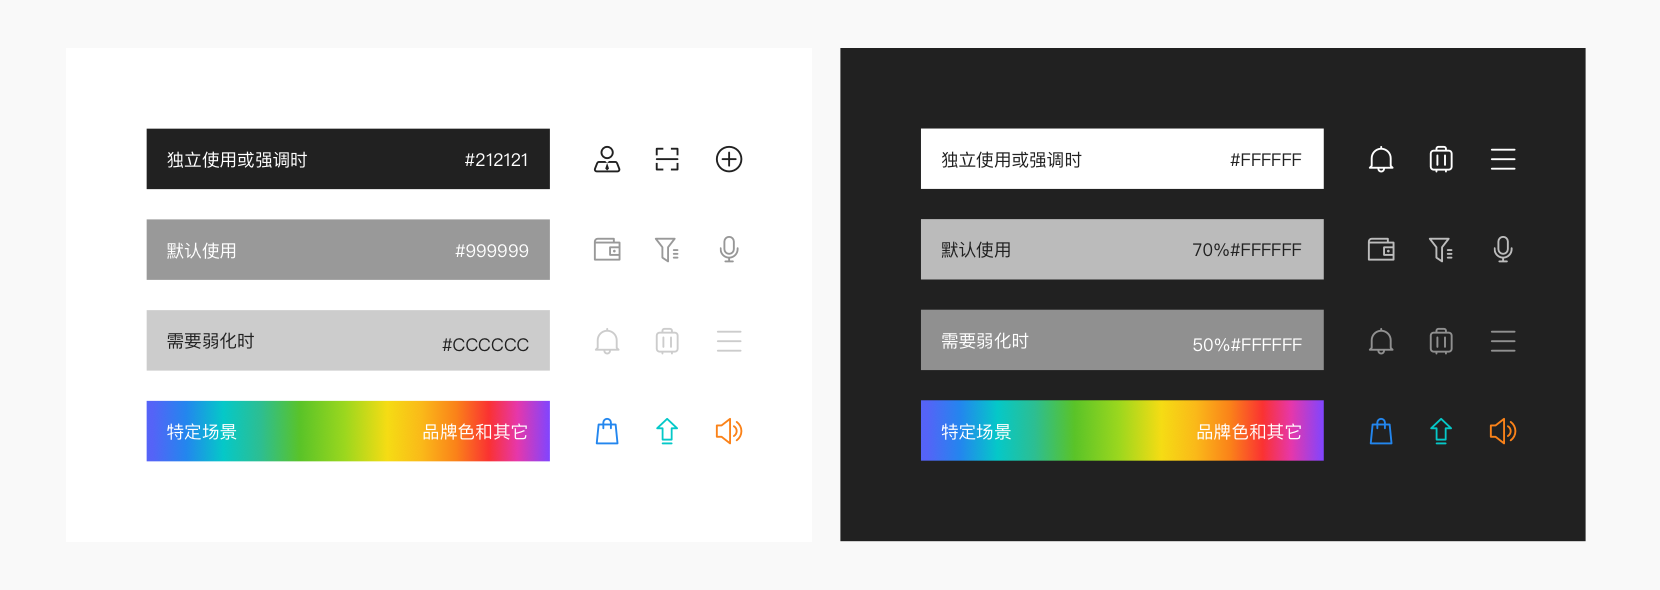 独立使用或强调时 #212121
默认使用 #999999
需要弱化时 #CCCCCC
特定场景 品牌色和其它
独立使用或强调时 #FFFFFF
默认使用 70%#FFFFFF
需要弱化时 50%#FFFFFF
特定场景 品牌色和其它